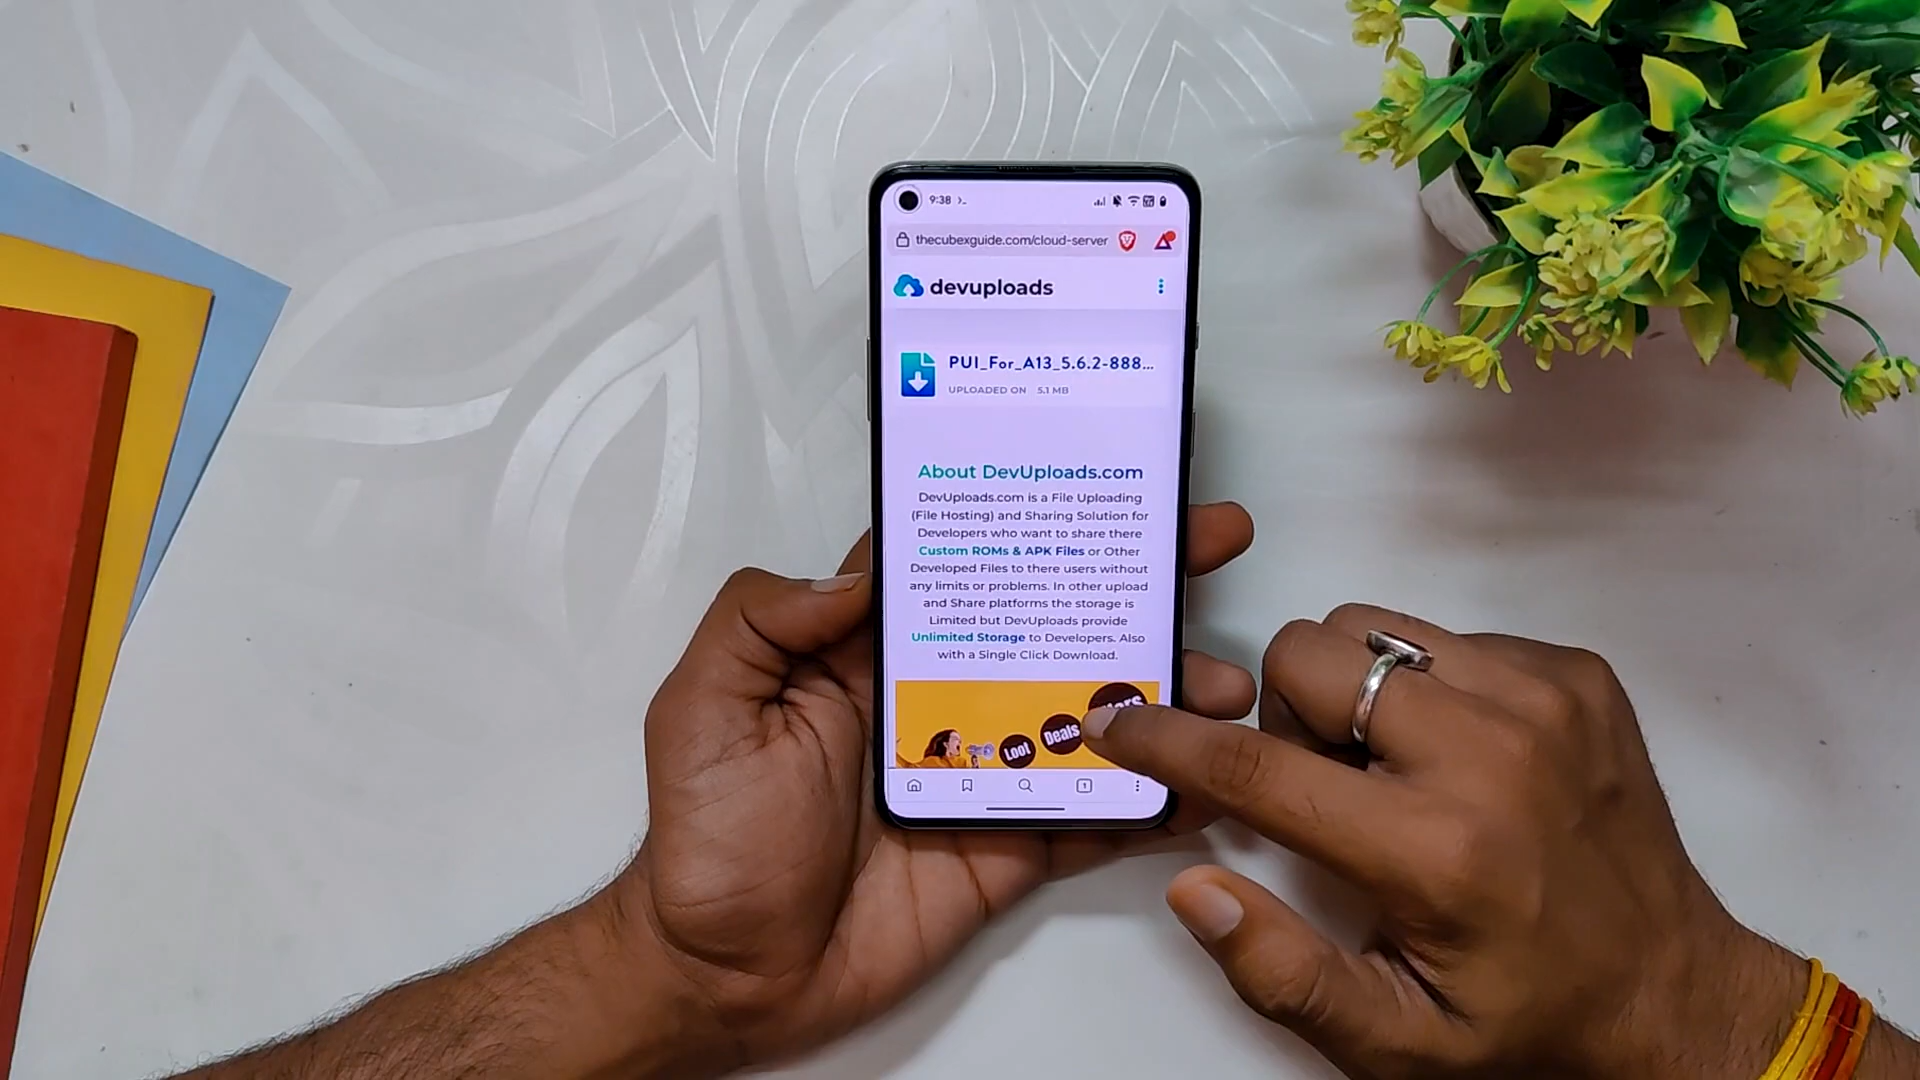 9:38
thecubexguide.com/cloud-server
devuploads
PUI_For_A13_5.6.2-888...
UPLOADED ON 5.1 MB
About DevUploads.com
DevUploads.com is a File Uploading
(File Hosting) and Sharing Solution for
Developers who want to share there
Custom ROMs & APK Files or Other
Developed Files to there users without
any limits or problems. In other upload
and Share platforms the storage is
Limited but DevUploads provide
Unlimited Storage to Developers. Also
with a Single Click Download.
Loot
Deals
1